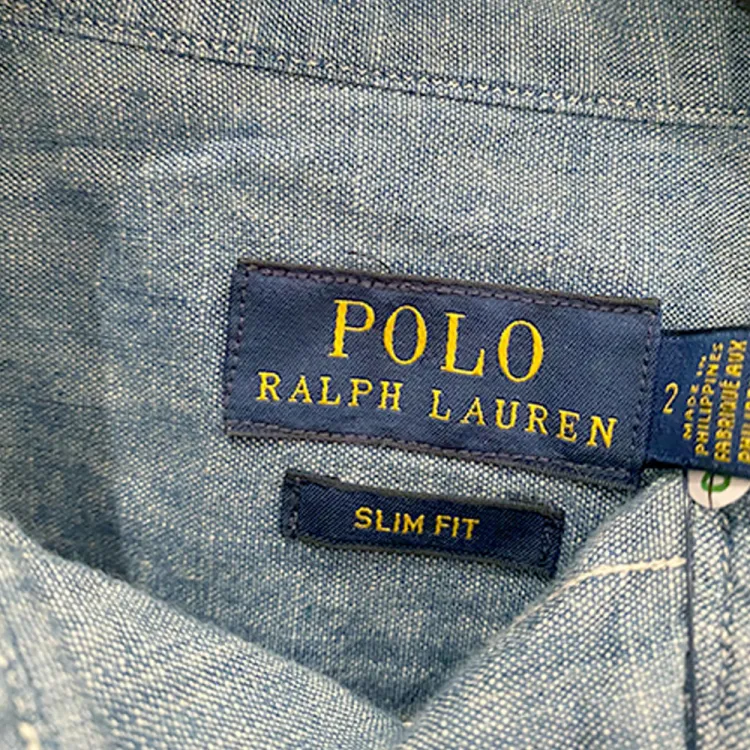 POLO
RALPH LAUREN
SLIM FIT
2
MADE IN
PHILIPPINES
FABRIQUÉ AUX